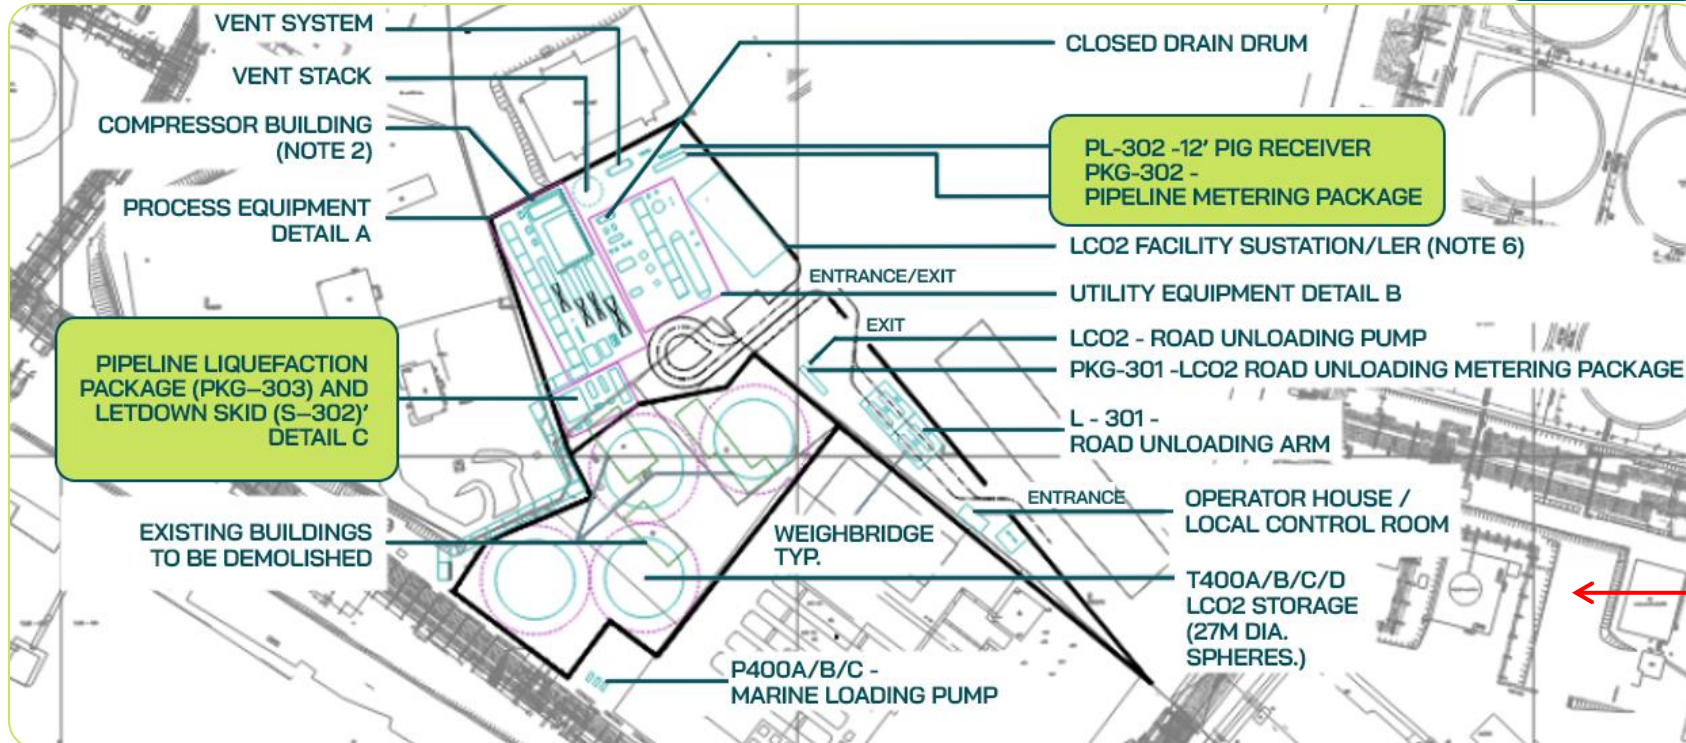 VENT SYSTEM
VENT STACK
COMPRESSOR BUILDING
(NOTE 2)
PROCESS EQUIPMENT
DETAIL A
PIPELINE LIQUEFACTION
PACKAGE (PKG–303) AND
LETDOWN SKID (S–302)'
DETAIL C
EXISTING BUILDINGS
TO BE DEMOLISHED
CLOSED DRAIN DRUM
PL-302 -12' PIG RECEIVER
PKG-302 -
PIPELINE METERING PACKAGE
LCO2 FACILITY SUSTATION/LER (NOTE 6)
ENTRANCE/EXIT
UTILITY EQUIPMENT DETAIL B
EXIT
LCO2 - ROAD UNLOADING PUMP
PKG-301 -LCO2 ROAD UNLOADING METERING PACKAGE
L - 301 -
ROAD UNLOADING ARM
ENTRANCE
OPERATOR HOUSE /
LOCAL CONTROL ROOM
WEIGHBRIDGE
TYP.
T400A/B/C/D
LCO2 STORAGE
(27M DIA.
SPHERES.)
P400A/B/C -
MARINE LOADING PUMP